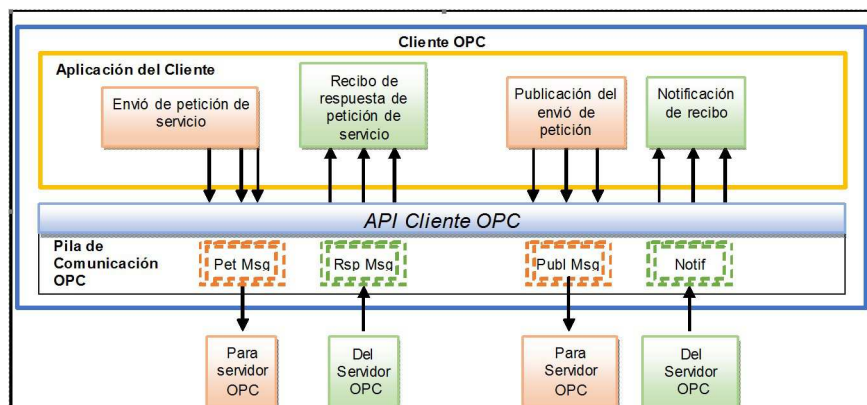 Cliente OPC
Aplicación del Cliente
Envió de petición de
servicio
Recibo de
respuesta de
petición de
servicio
Publicación del
envió de
petición
Notificación
de recibo
API Cliente OPC
Pila de
Comunicación
OPC
Pet Msg
Rsp Msg
Publ Msg
Notif
Para
servidor
OPC
Del
Servidor
OPC
Para
Servidor
OPC
Del
Servidor
OPC